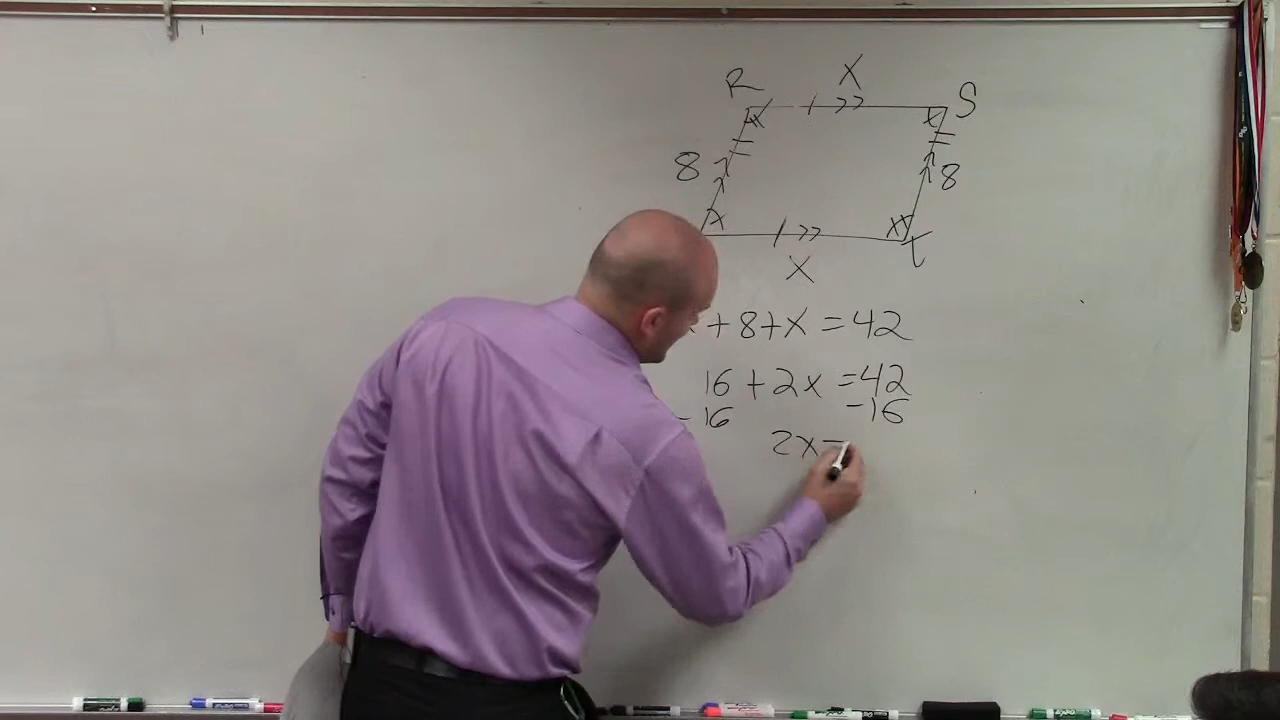 R X S
8 8
X t
+ 8 + X = 42
16 + 2x = 42
- 16 - 16
2x =